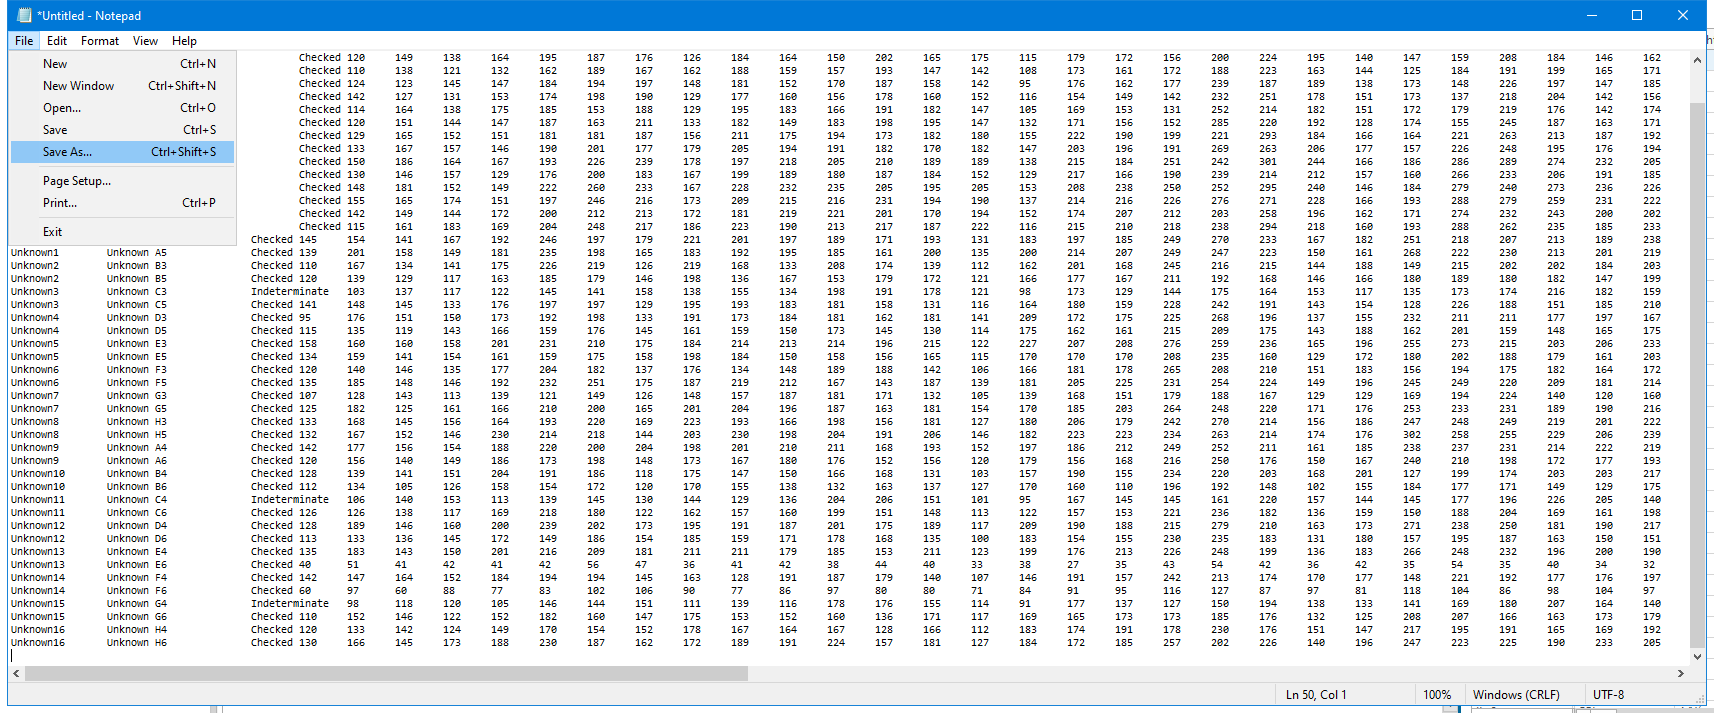 *Untitled - Notepad
File Edit Format View Help
New Ctrl+N
New Window Ctrl+Shift+N
Open... Ctrl+O
Save Ctrl+S
Save As... Ctrl+Shift+S
Page Setup...
Print... Ctrl+P
Exit
Checked 120 149 138 164 195 187 176 126 184 164 150 202 165 175 115 179 172 156 200 224 195 140 147 159 208 184 146 162
Checked 110 138 121 132 162 189 167 162 188 159 157 193 147 142 108 173 161 172 188 223 163 144 125 184 191 199 165 171
Checked 124 123 145 147 184 194 197 148 181 152 170 187 158 142 95 176 162 177 239 187 189 138 173 148 226 197 147 185
Checked 142 127 131 153 174 198 190 129 177 160 156 178 160 152 116 154 149 142 232 251 178 151 173 137 218 204 142 156
Checked 114 164 138 175 185 153 188 129 195 183 166 191 182 147 105 169 153 131 252 214 182 151 172 179 219 176 142 174
Checked 120 151 144 147 187 163 211 133 182 149 183 198 195 147 132 171 156 152 285 220 192 128 174 155 245 187 163 171
Checked 129 165 152 151 181 181 187 156 211 175 194 173 182 180 155 222 190 199 221 293 184 166 164 221 263 213 187 192
Checked 133 167 157 146 190 201 177 179 205 194 191 182 170 182 147 203 196 191 269 263 206 177 157 226 248 195 176 194
Checked 150 186 164 167 193 226 239 178 197 218 205 210 189 189 138 215 184 251 242 301 244 166 186 286 289 274 232 205
Checked 130 146 157 129 176 200 183 167 199 189 180 187 184 152 129 217 166 190 239 214 212 157 160 266 233 206 191 185
Checked 148 181 152 149 222 260 233 167 228 232 235 205 195 205 153 208 238 250 252 295 240 146 184 279 240 273 236 226
Checked 155 165 174 151 197 246 216 173 209 215 216 231 194 190 137 214 216 226 276 271 228 166 193 288 279 259 231 222
Checked 142 149 144 172 200 212 213 172 181 219 221 201 170 194 152 174 207 212 203 258 196 162 171 274 232 243 200 202
Checked 115 161 183 169 204 248 217 186 223 190 213 217 187 222 116 215 210 218 238 294 218 160 193 288 262 235 185 233
Checked 145 154 141 167 192 246 197 179 221 201 197 189 171 193 131 183 197 185 249 270 233 167 182 251 218 207 213 189 238
Unknown1 Unknown A5 Checked 139 201 158 149 181 235 198 165 183 192 195 185 161 200 135 200 214 207 249 247 223 150 161 268 222 230 213 201 219
Unknown2 Unknown B3 Checked 110 167 134 141 175 226 219 126 219 168 133 208 174 139 112 162 201 168 245 216 215 144 188 149 215 202 202 184 203
Unknown2 Unknown B5 Checked 120 139 129 117 163 185 179 146 198 136 167 153 179 172 121 166 177 167 211 192 168 146 166 180 189 180 182 147 199
Unknown3 Unknown C3 Indeterminate 103 137 117 122 145 141 158 138 155 134 198 191 178 121 98 173 129 144 175 164 153 117 135 173 174 216 182 159
Unknown3 Unknown C5 Checked 141 148 145 133 176 197 197 129 195 193 183 181 158 131 116 164 180 159 228 242 191 143 154 128 226 188 151 185 210
Unknown4 Unknown D3 Checked 95 176 151 150 173 192 198 133 191 173 184 181 162 181 141 209 172 175 225 268 196 137 155 232 211 211 177 197 167
Unknown4 Unknown D5 Checked 115 135 119 143 166 159 176 145 161 159 150 173 145 130 114 175 162 161 215 209 175 143 188 162 201 159 148 165 175
Unknown5 Unknown E3 Checked 158 160 160 158 201 231 210 175 184 214 213 214 196 215 122 227 207 208 276 259 236 165 196 255 273 215 203 206 233
Unknown5 Unknown E5 Checked 134 159 141 154 161 159 175 158 198 184 150 158 156 165 115 170 170 170 208 235 160 129 172 180 202 188 179 161 203
Unknown6 Unknown F3 Checked 120 140 146 135 177 204 182 137 176 134 148 189 188 142 106 166 181 178 265 208 210 151 183 156 194 175 182 164 172
Unknown6 Unknown F5 Checked 135 185 148 146 192 232 251 175 187 219 212 167 143 187 139 181 205 225 231 254 224 149 196 245 249 220 209 181 214
Unknown7 Unknown G3 Checked 107 128 143 113 139 121 149 126 148 157 187 181 171 132 105 139 168 151 179 188 167 129 129 169 194 224 140 120 160
Unknown7 Unknown G5 Checked 125 182 125 161 166 210 200 165 201 204 196 187 163 181 154 170 185 203 264 248 220 171 176 253 233 231 189 190 216
Unknown8 Unknown H3 Checked 133 168 145 156 164 193 220 169 223 193 166 198 156 181 127 180 206 179 242 270 214 156 186 247 248 249 219 201 222
Unknown8 Unknown H5 Checked 132 167 152 146 230 214 218 144 203 230 198 204 191 206 146 182 223 223 234 263 214 174 176 302 258 255 229 206 239
Unknown9 Unknown A4 Checked 142 177 156 154 188 220 200 204 198 201 210 211 168 193 152 197 186 212 249 252 211 161 185 238 237 231 214 222 219
Unknown9 Unknown A6 Checked 120 156 140 149 186 173 198 148 173 167 180 176 152 156 120 179 156 168 216 250 176 150 167 240 210 198 172 177 193
Unknown10 Unknown B4 Checked 128 139 141 151 204 191 186 118 175 147 150 166 168 131 103 157 190 155 234 220 203 168 201 127 199 174 203 203 217
Unknown10 Unknown B6 Checked 112 134 105 126 158 154 172 120 170 155 138 132 163 137 127 170 160 110 196 192 148 102 155 184 177 171 149 129 175
Unknown11 Unknown C4 Indeterminate 106 140 153 113 139 145 130 144 129 136 204 206 151 101 95 167 145 145 161 220 157 144 145 177 196 226 205 140
Unknown11 Unknown C6 Checked 126 126 138 117 169 218 180 122 162 157 160 199 151 148 113 122 157 153 221 236 182 136 159 150 188 204 169 161 198
Unknown12 Unknown D4 Checked 128 189 146 160 200 239 202 173 195 191 187 201 175 189 117 209 190 188 215 279 210 163 173 271 238 250 181 190 217
Unknown12 Unknown D6 Checked 113 133 136 145 172 149 186 154 185 159 171 178 168 135 100 183 154 155 230 235 183 131 180 157 195 187 163 150 151
Unknown13 Unknown E4 Checked 135 183 143 150 201 216 209 181 211 211 179 185 153 211 123 199 176 213 226 248 199 136 183 266 248 232 196 200 190
Unknown13 Unknown E6 Checked 40 51 41 42 41 42 56 47 36 41 42 38 44 40 33 38 27 35 43 54 42 36 42 35 54 35 40 34 32
Unknown14 Unknown F4 Checked 142 147 164 152 184 194 194 145 163 128 191 187 179 140 107 146 191 157 242 213 174 170 177 148 221 192 177 176 197
Unknown14 Unknown F6 Checked 60 97 60 88 77 83 102 106 90 77 86 97 80 80 71 84 91 95 116 127 87 97 81 118 104 86 98 104 97
Unknown15 Unknown G4 Indeterminate 98 118 120 105 146 144 151 111 139 116 178 176 155 114 91 177 137 127 150 194 138 133 141 169 180 207 164 140
Unknown15 Unknown G6 Checked 110 152 146 122 152 182 160 147 175 153 152 160 136 171 117 169 165 173 173 185 176 132 125 208 207 166 163 173 179
Unknown16 Unknown H4 Checked 120 133 142 124 149 170 154 152 178 167 164 167 128 166 112 183 174 191 178 230 176 151 147 217 195 191 165 169 192
Unknown16 Unknown H6 Checked 130 166 145 173 188 230 187 162 172 189 191 224 157 181 127 184 172 185 257 202 226 140 196 247 223 225 190 233 205
Ln 50, Col 1 100% Windows (CRLF) UTF-8